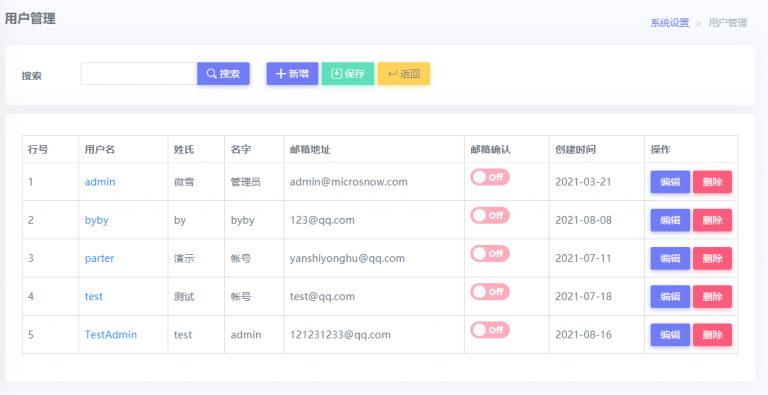 用户管理
系统设置 > 用户管理
搜索 搜索 新增 保存 返回
行号 用户名 姓氏 名字 邮箱地址 邮箱确认 创建时间 操作
1 admin 微雪 管理员 admin@microsnow.com Off 2021-03-21 编辑 删除
2 byby by byby 123@qq.com Off 2021-08-08 编辑 删除
3 parter 演示 帐号 yanshiyonghu@qq.com Off 2021-07-11 编辑 删除
4 test 测试 帐号 test@qq.com Off 2021-07-18 编辑 删除
5 TestAdmin test admin 121231233@qq.com Off 2021-08-16 编辑 删除